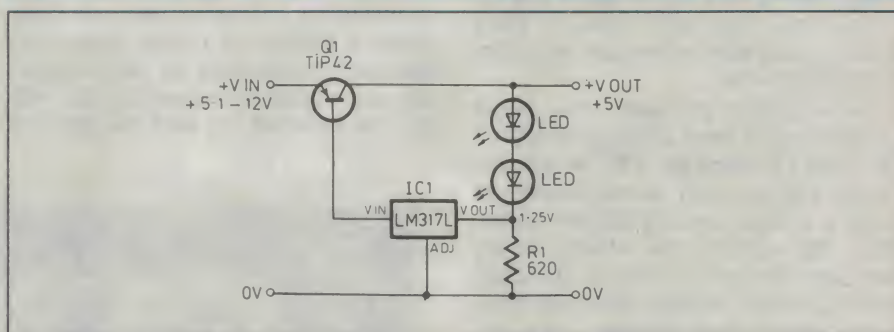 Q1
TIP42
+V IN
+ 5·1 – 12V
+V OUT
+5V
LED
LED
IC1
V IN
LM317L
V OUT
1·25V
ADJ
R1
620
0V
0V